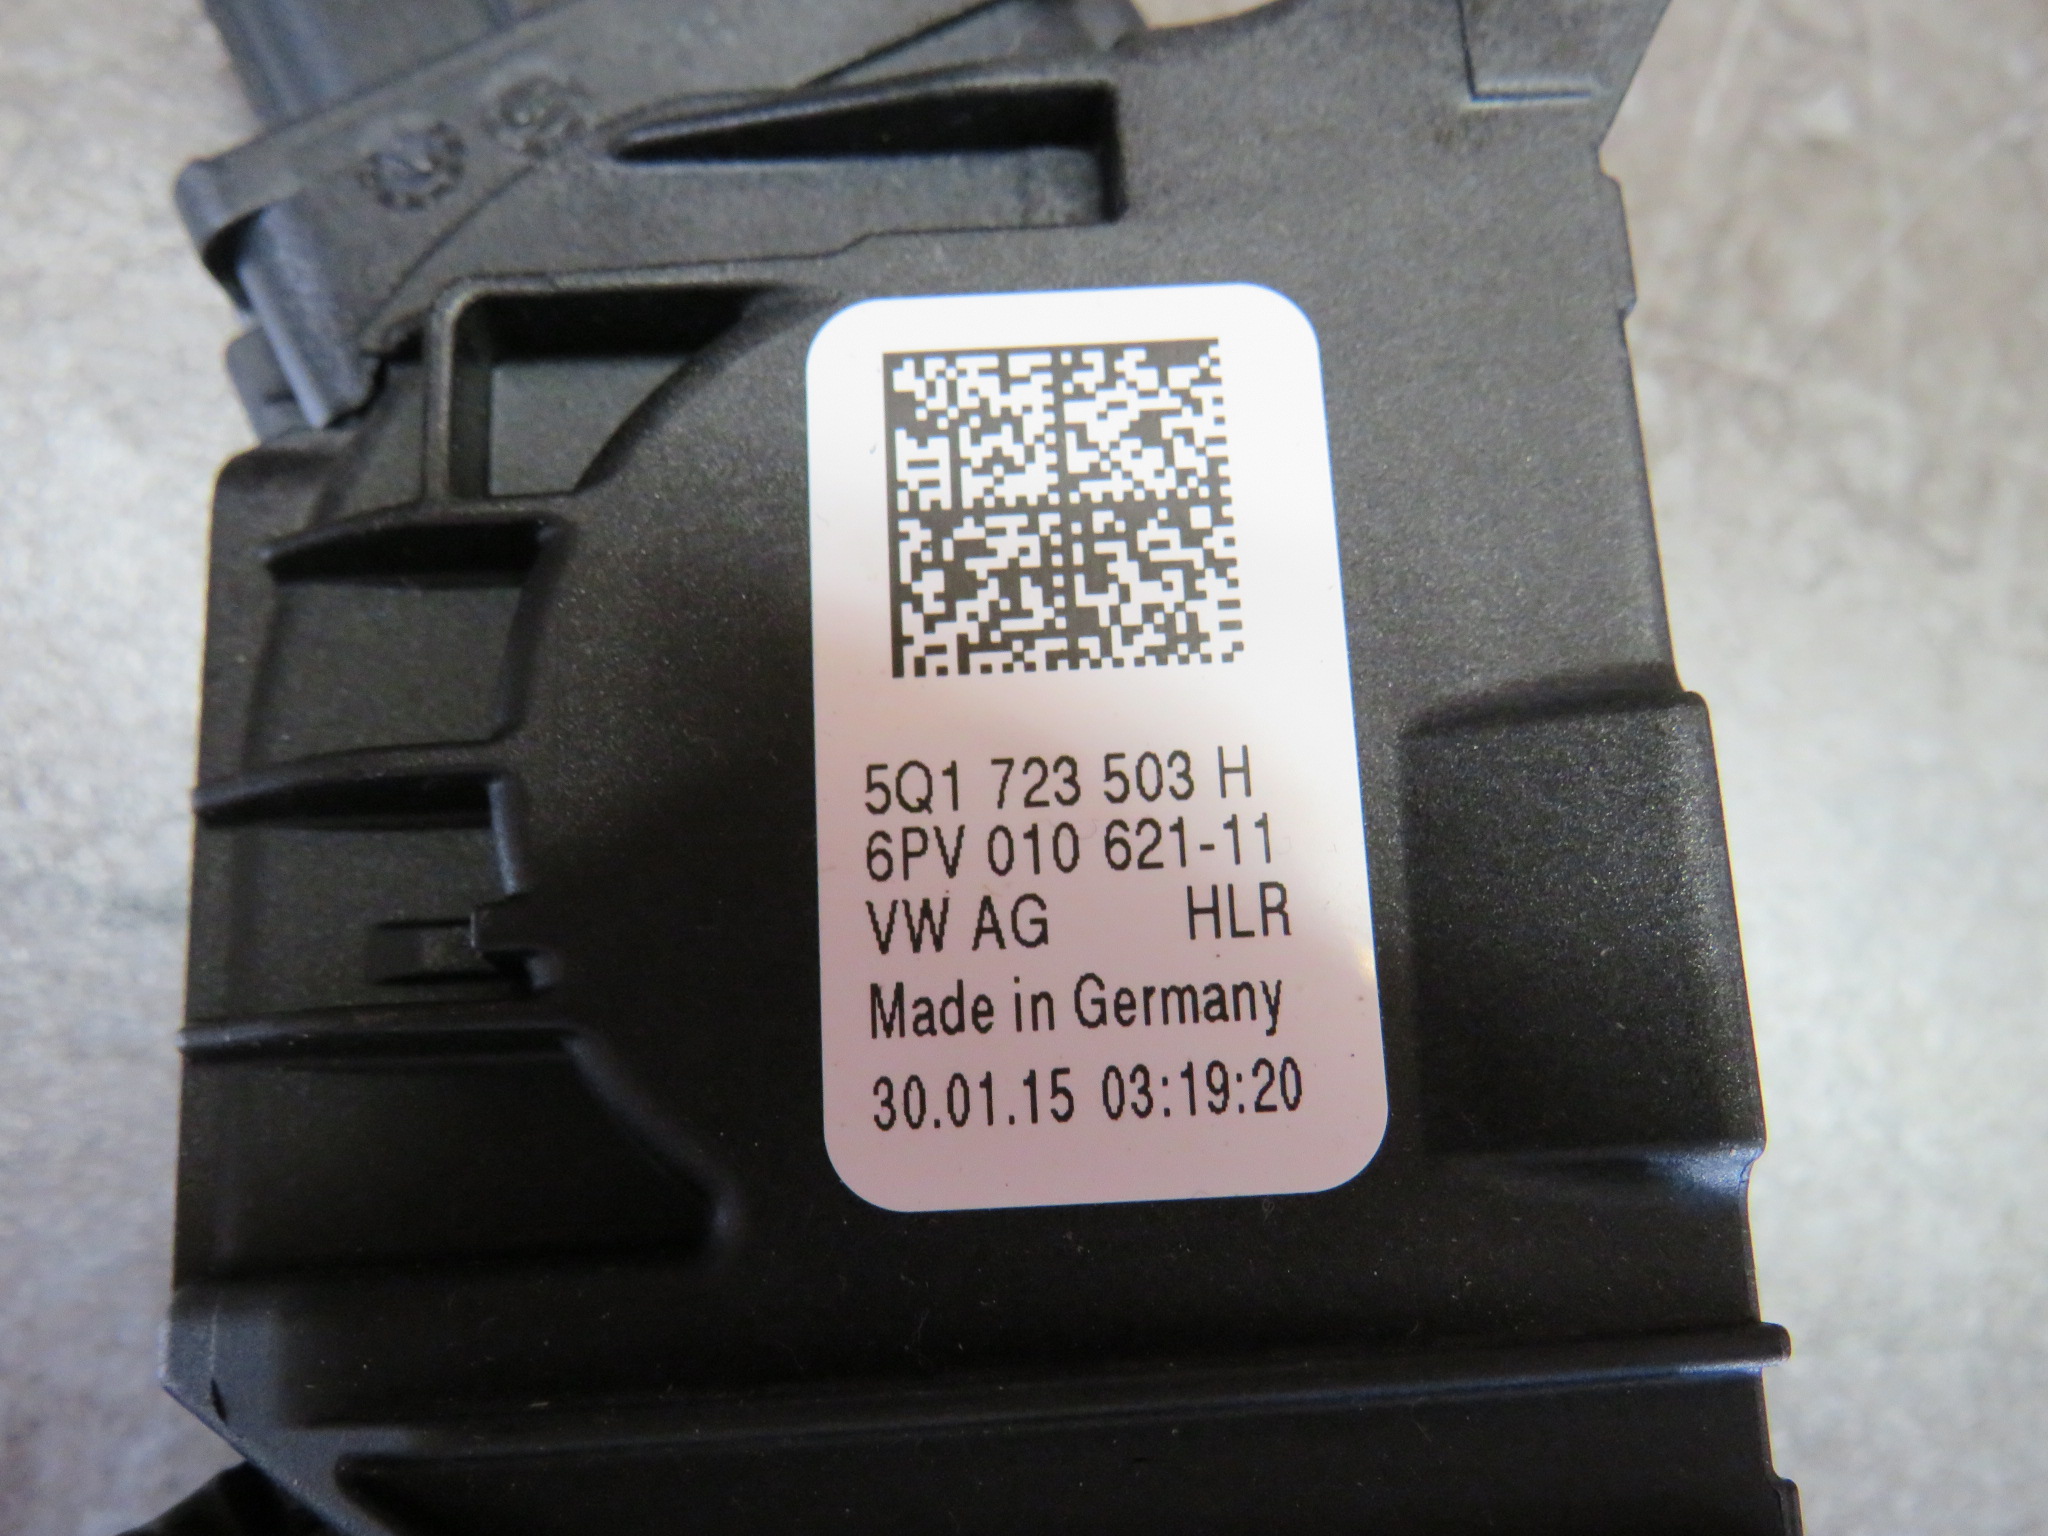 5Q1 723 503 H
6PV 010 621-11
VW AG HLR
Made in Germany
30.01.15 03:19:20